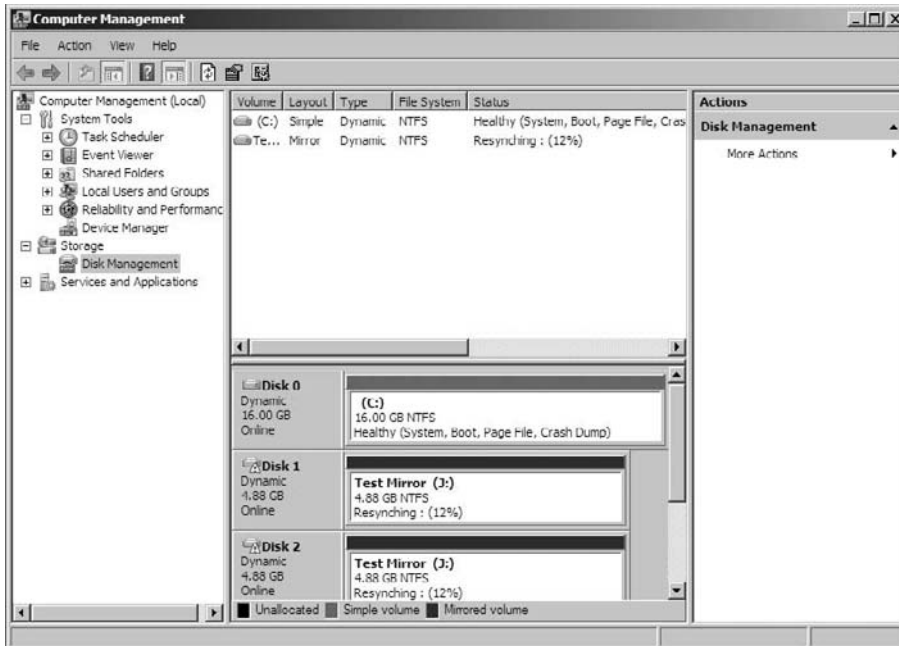 Computer Management
File Action View Help
Computer Management (Local)
System Tools
Task Scheduler
Event Viewer
Shared Folders
Local Users and Groups
Reliability and Performanc
Device Manager
Storage
Disk Management
Services and Applications
Volume Layout Type File System Status
(C:) Simple Dynamic NTFS Healthy (System, Boot, Page File, Cras
Te... Mirror Dynamic NTFS Resynching : (12%)
Disk 0
Dynamic
16.00 GB
Online
(C:)
16.00 GB NTFS
Healthy (System, Boot, Page File, Crash Dump)
Disk 1
Dynamic
4.88 GB
Online
Test Mirror (J:)
4.88 GB NTFS
Resynching : (12%)
Disk 2
Dynamic
4.88 GB
Online
Test Mirror (J:)
4.88 GB NTFS
Resynching : (12%)
Unallocated Simple volume Mirrored volume
Actions
Disk Management
More Actions